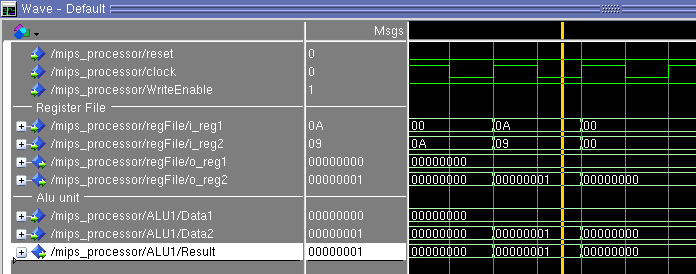 Wave - Default
Msgs
/mips_processor/reset 0
/mips_processor/clock 0
/mips_processor/WriteEnable 1
Register File
/mips_processor/regFile/i_reg1 0A 00 0A 00
/mips_processor/regFile/i_reg2 09 0A 09 00
/mips_processor/regFile/o_reg1 00000000 00000000
/mips_processor/regFile/o_reg2 00000001 00000000 00000001 00000000
Alu unit
/mips_processor/ALU1/Data1 00000000 00000000
/mips_processor/ALU1/Data2 00000001 00000000 00000001 00000000
/mips_processor/ALU1/Result 00000001 00000000 00000001 00000000